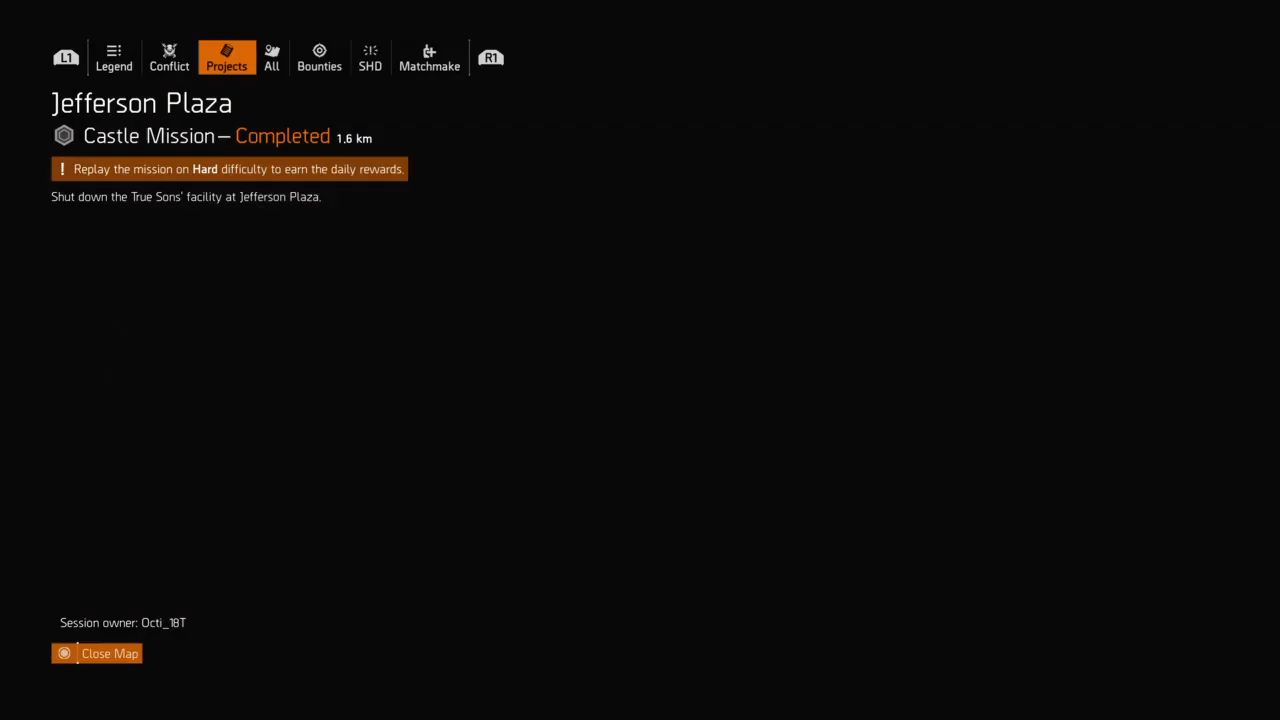 L1 Legend Conflict Projects All Bounties SHD Matchmake R1
Jefferson Plaza
Castle Mission – Completed 1.6 km
! Replay the mission on Hard difficulty to earn the daily rewards.
Shut down the True Sons' facility at Jefferson Plaza.
Session owner: Octi_18T
Close Map